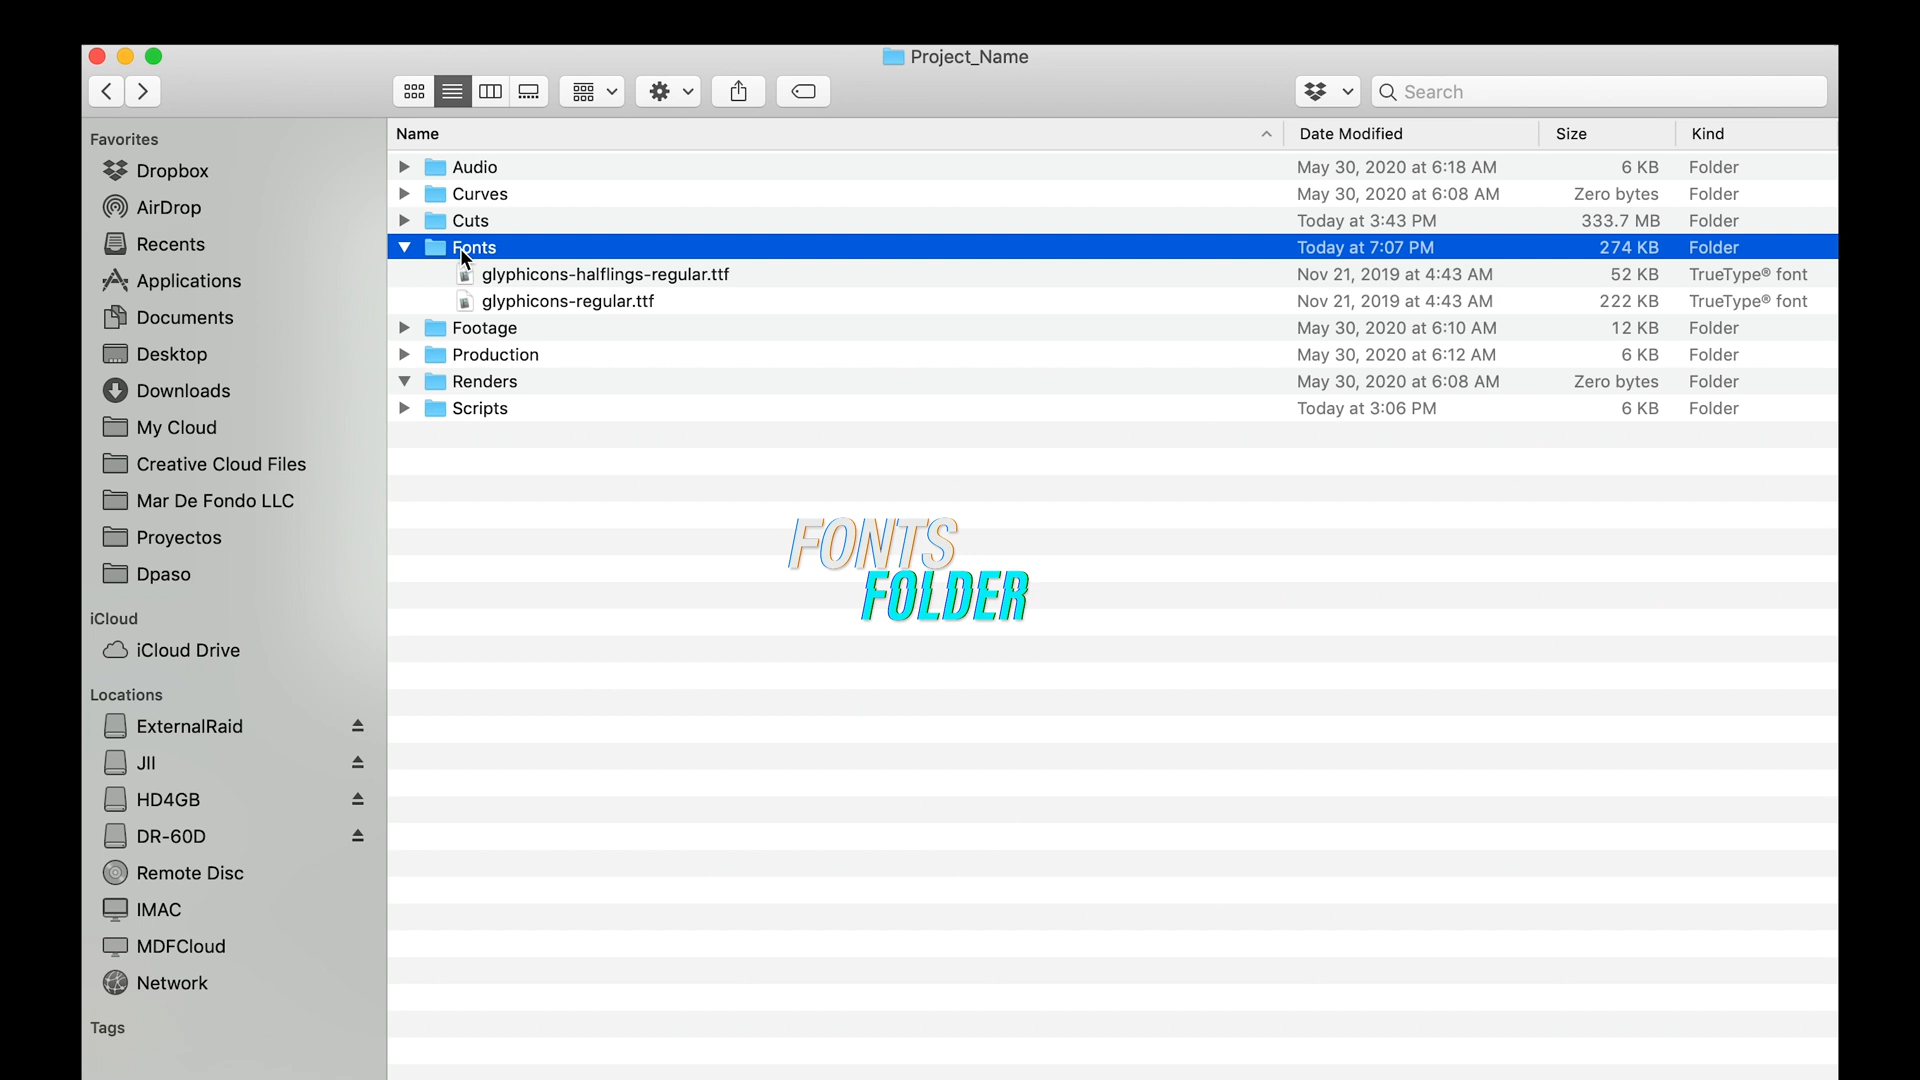 Project_Name
Search
Favorites
Dropbox
AirDrop
Recents
Applications
Documents
Desktop
Downloads
My Cloud
Creative Cloud Files
Mar De Fondo LLC
Proyectos
Dpaso
iCloud
iCloud Drive
Locations
ExternalRaid
JII
HD4GB
DR-60D
Remote Disc
IMAC
MDFCloud
Network
Tags
Name Date Modified Size Kind
Audio May 30, 2020 at 6:18 AM 6 KB Folder
Curves May 30, 2020 at 6:08 AM Zero bytes Folder
Cuts Today at 3:43 PM 333.7 MB Folder
Fonts Today at 7:07 PM 274 KB Folder
glyphicons-halflings-regular.ttf Nov 21, 2019 at 4:43 AM 52 KB TrueType® font
glyphicons-regular.ttf Nov 21, 2019 at 4:43 AM 222 KB TrueType® font
Footage May 30, 2020 at 6:10 AM 12 KB Folder
Production May 30, 2020 at 6:12 AM 6 KB Folder
Renders May 30, 2020 at 6:08 AM Zero bytes Folder
Scripts Today at 3:06 PM 6 KB Folder
FONTS
FOLDER